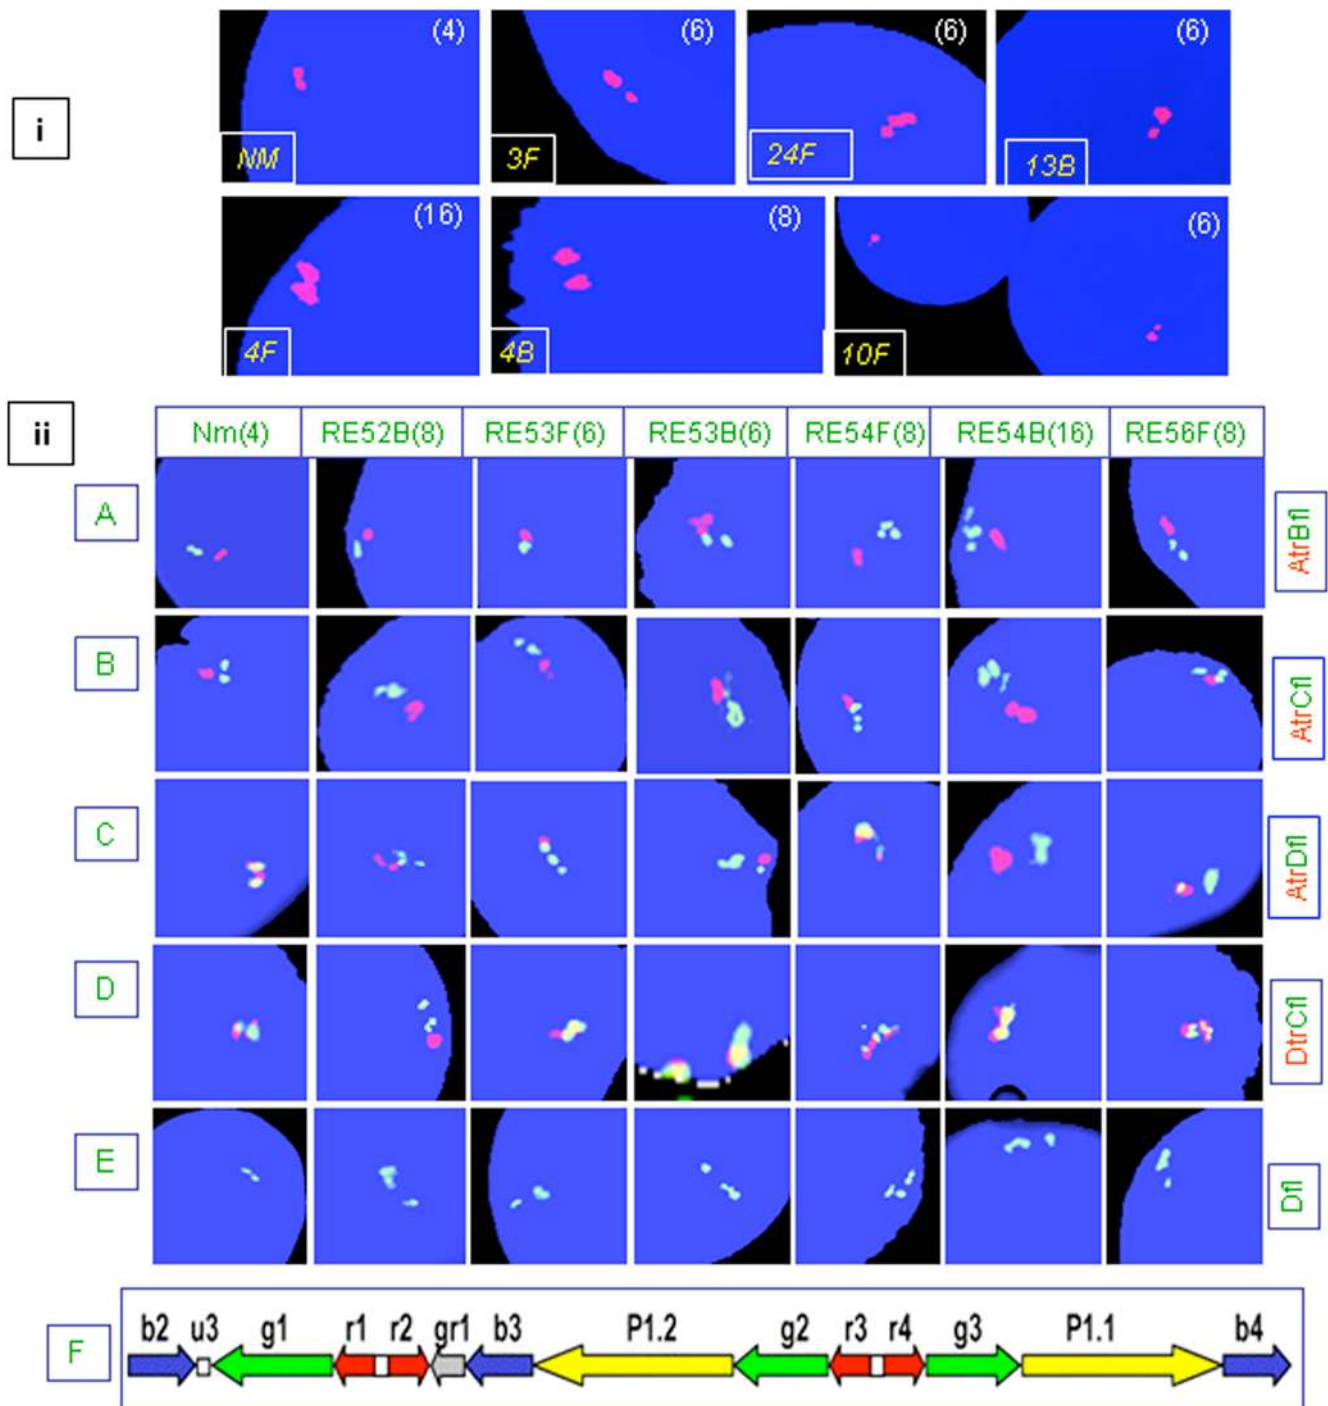 i
(4)
NM
(6)
3F
(6)
24F
(6)
13B
(16)
4F
(8)
4B
(6)
10F
ii
Nm(4) RE52B(8) RE53F(6) RE53B(6) RE54F(8) RE54B(16) RE56F(8)
A
AtrBfl
B
AtrCfl
C
AtrDfl
D
DtrCfl
E
Dfl
F
b2 u3 g1 r1 r2 gr1 b3 P1.2 g2 r3 r4 g3 P1.1 b4